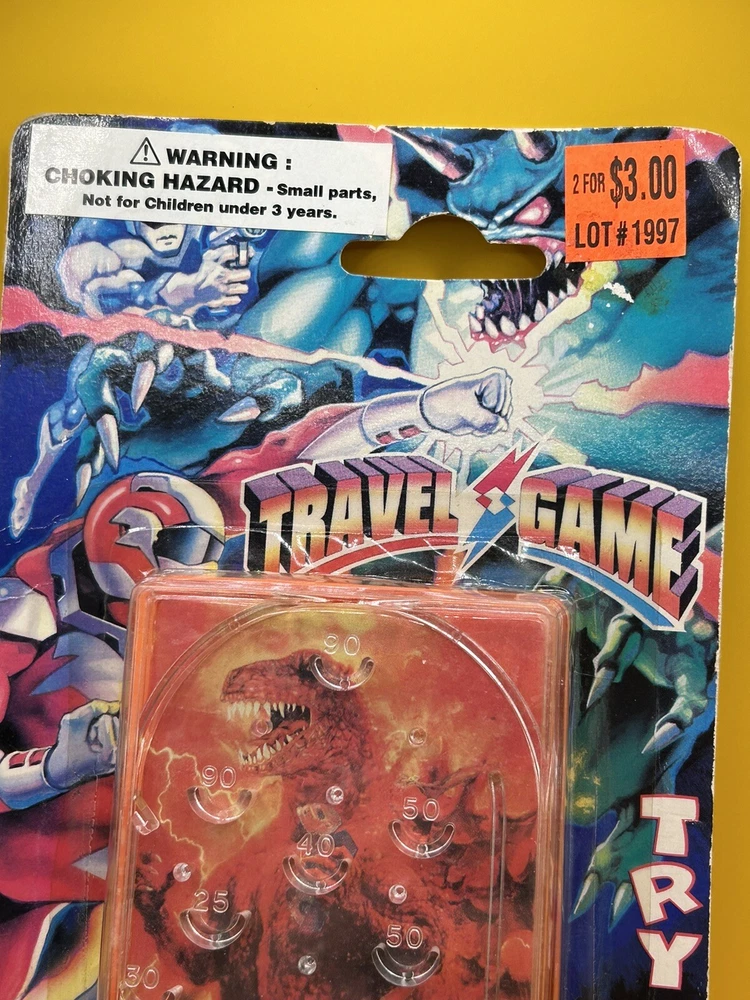 WARNING :
CHOKING HAZARD - Small parts,
Not for Children under 3 years.
2 FOR $3.00
LOT # 1997
TRAVEL GAME
90
90
50
40
25
50
30
TRY